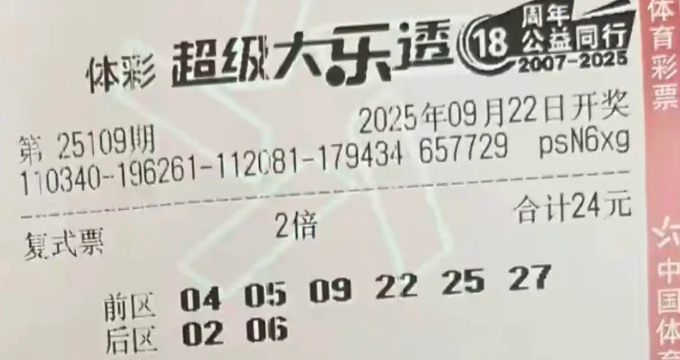 体彩 超级大乐透 18周年公益同行
2007-2025
2025年09月22日开奖
第 25109期
110340-196261-112081-179434 657729 psN6xg
复式票 2倍 合计24元
前区 04 05 09 22 25 27
后区 02 06
体育彩票
中国体育